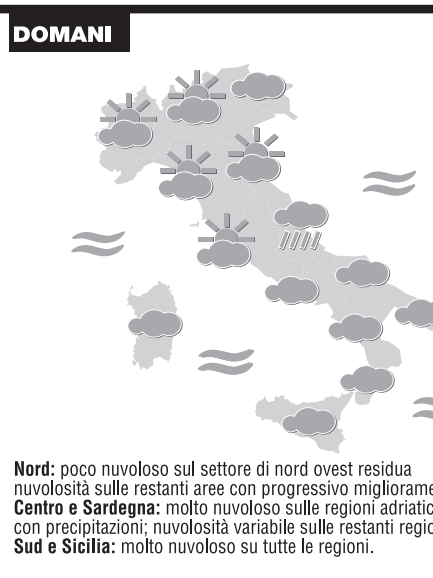 DOMANI
Nord: poco nuvoloso sul settore di nord ovest residua
nuvolosità sulle restanti aree con progressivo migliorame
Centro e Sardegna: molto nuvoloso sulle regioni adriatic
con precipitazioni; nuvolosità variabile sulle restanti regio
Sud e Sicilia: molto nuvoloso su tutte le regioni.